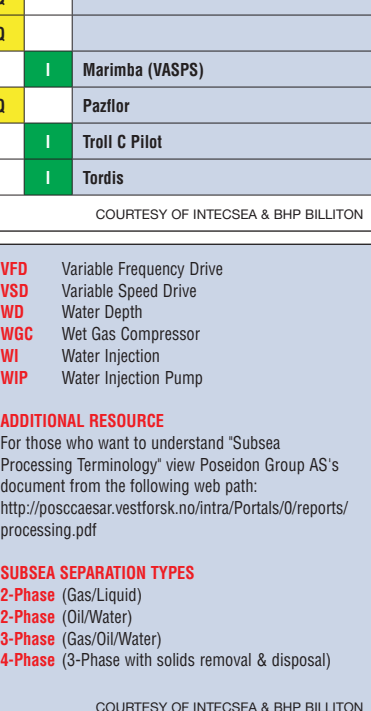 Q
Q
I Marimba (VASPS)
Q Pazflor
I Troll C Pilot
I Tordis
COURTESY OF INTECSEA & BHP BILLITON
VFD Variable Frequency Drive
VSD Variable Speed Drive
WD Water Depth
WGC Wet Gas Compressor
WI Water Injection
WIP Water Injection Pump
ADDITIONAL RESOURCE
For those who want to understand "Subsea
Processing Terminology" view Poseidon Group AS's
document from the following web path:
http://posccaesar.vestforsk.no/intra/Portals/0/reports/
processing.pdf
SUBSEA SEPARATION TYPES
2-Phase (Gas/Liquid)
2-Phase (Oil/Water)
3-Phase (Gas/Oil/Water)
4-Phase (3-Phase with solids removal & disposal)
COURTESY OF INTECSEA & BHP BILLITON